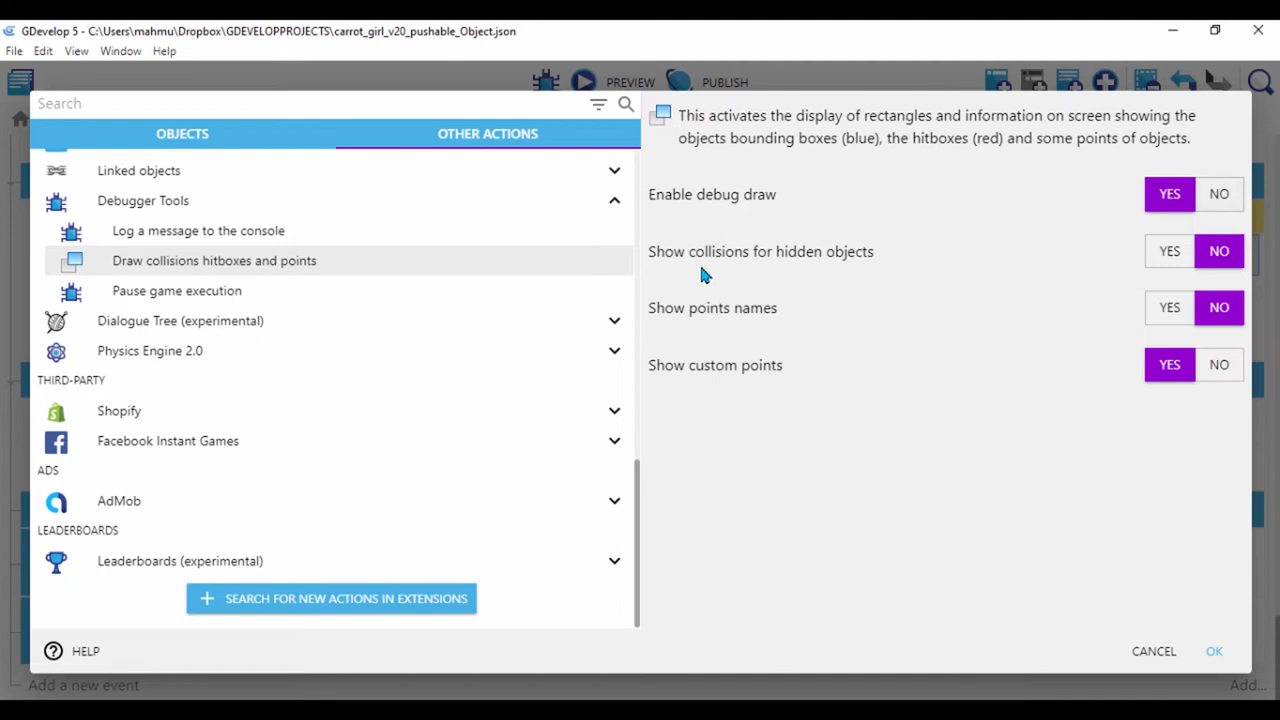 GDevelop 5 - C:\Users\mahmu\Dropbox\GDEVELOPPROJECTS\carrot_girl_v20_pushable_Object.json
File Edit View Window Help
PREVIEW PUBLISH
Search
OBJECTS OTHER ACTIONS
Linked objects
Debugger Tools
Log a message to the console
Draw collisions hitboxes and points
Pause game execution
Dialogue Tree (experimental)
Physics Engine 2.0
THIRD-PARTY
Shopify
Facebook Instant Games
ADS
AdMob
LEADERBOARDS
Leaderboards (experimental)
+ SEARCH FOR NEW ACTIONS IN EXTENSIONS
This activates the display of rectangles and information on screen showing the
objects bounding boxes (blue), the hitboxes (red) and some points of objects.
Enable debug draw YES NO
Show collisions for hidden objects YES NO
Show points names YES NO
Show custom points YES NO
? HELP
CANCEL OK
Add a new event Add...